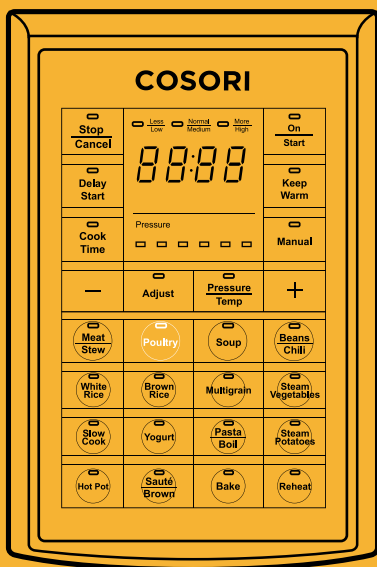 COSORI
Stop
Cancel
Less
Low
Normal
Medium
More
High
On
Start
88:88
Delay
Start
Keep
Warm
Cook
Time
Pressure
Manual
—
Adjust
Pressure
Temp
+
Meat
Stew
Poultry
Soup
Beans
Chili
White
Rice
Brown
Rice
Multigrain
Steam
Vegetables
Slow
Cook
Yogurt
Pasta
Boil
Steam
Potatoes
Hot Pot
Sauté
Brown
Bake
Reheat